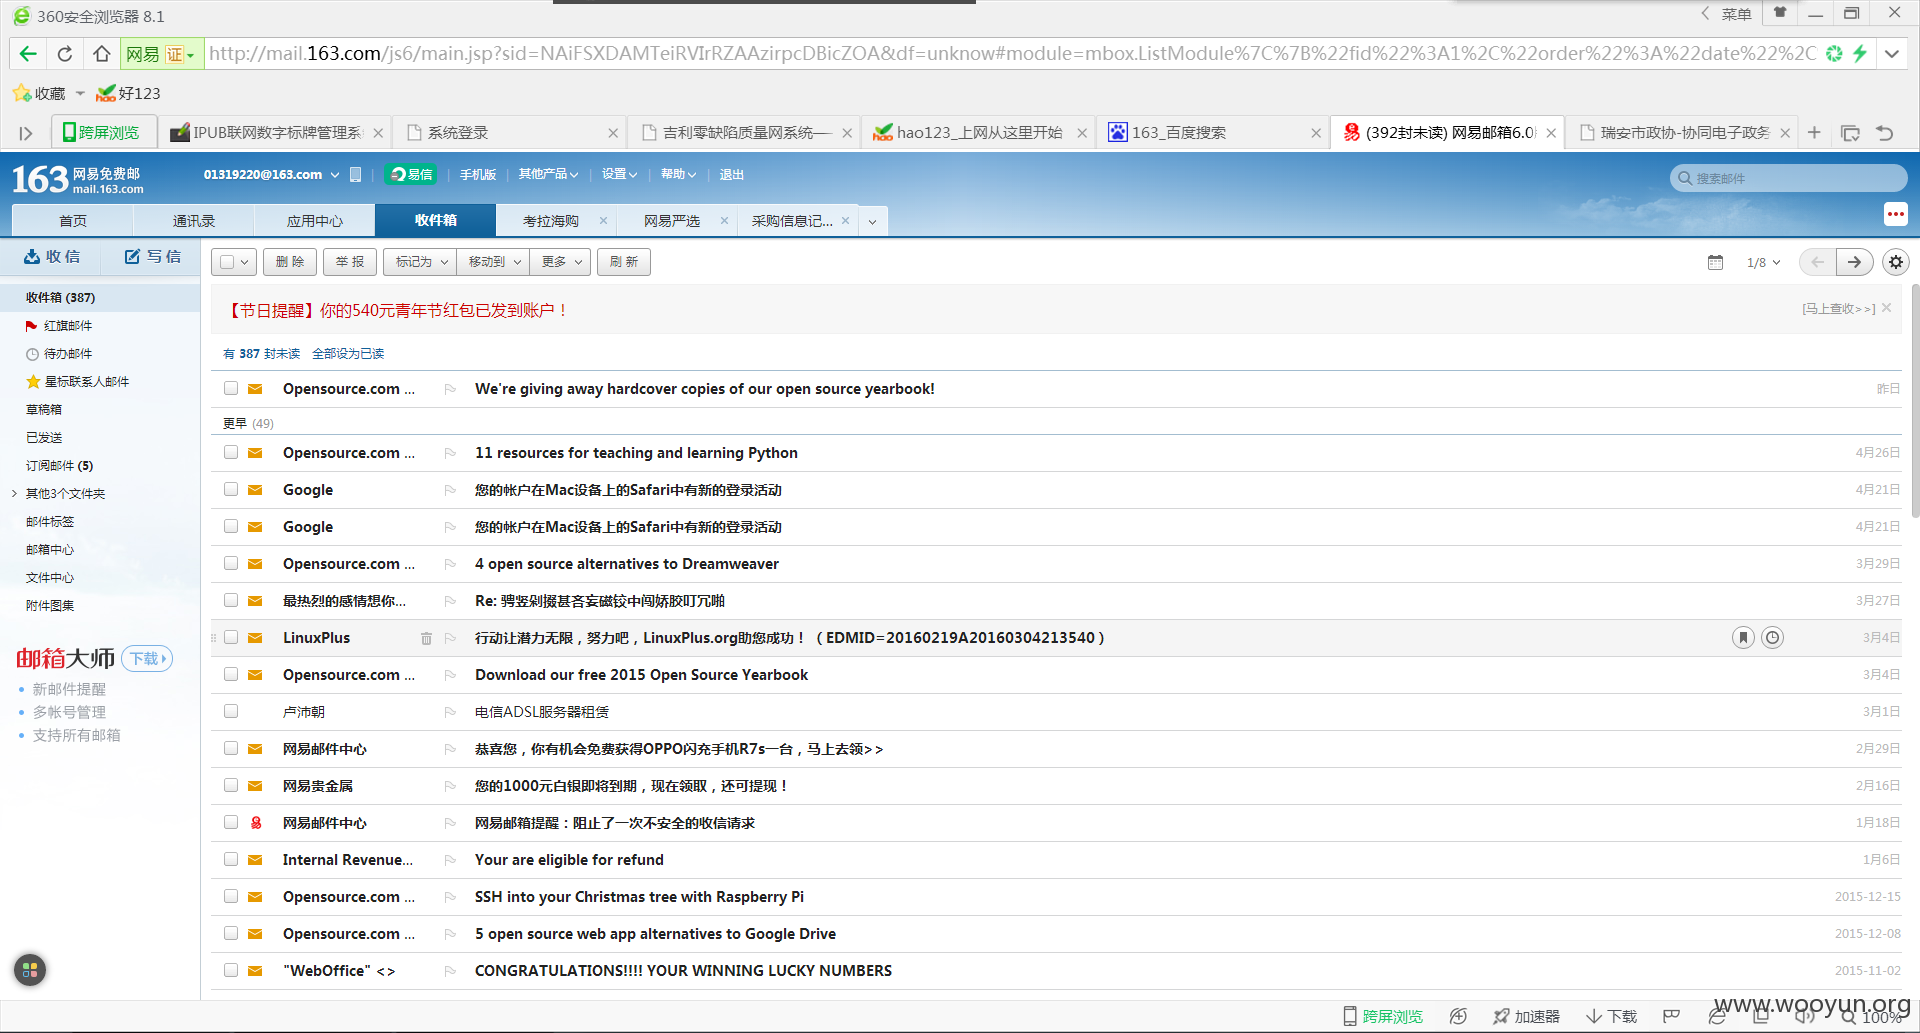 360安全浏览器 8.1
菜单
网易 证
http://mail.163.com/js6/main.jsp?sid=NAiFSXDAMTeiRVIrRZAAzirpcDBicZOA&df=unknow#module=mbox.ListModule%7C%7B%22fid%22%3A1%2C%22order%22%3A%22date%22%2C
收藏 好123
跨屏浏览 IPUB联网数字标牌管理系 系统登录 吉利零缺陷质量网系统—— hao123_上网从这里开始 163_百度搜索 (392封未读) 网易邮箱6.0 瑞安市政协-协同电子政务
163 网易免费邮 mail.163.com
01319220@163.com 易信 手机版 其他产品 设置 帮助 退出
搜索邮件
首页 通讯录 应用中心 收件箱 考拉海购 网易严选 采购信息记...
收信 写信
删除 举报 标记为 移动到 更多 刷新
1/8
收件箱 (387)
红旗邮件
待办邮件
星标联系人邮件
草稿箱
已发送
订阅邮件 (5)
其他3个文件夹
邮件标签
邮箱中心
文件中心
附件图集
邮箱大师 下载
• 新邮件提醒
• 多帐号管理
• 支持所有邮箱
【节日提醒】你的540元青年节红包已发到账户！
[马上查收>>]
有 387 封未读 全部设为已读
Opensource.com ... We're giving away hardcover copies of our open source yearbook! 昨日
更早 (49)
Opensource.com ... 11 resources for teaching and learning Python 4月26日
Google 您的帐户在Mac设备上的Safari中有新的登录活动 4月21日
Google 您的帐户在Mac设备上的Safari中有新的登录活动 4月21日
Opensource.com ... 4 open source alternatives to Dreamweaver 3月29日
最热烈的感情想你... Re: 骋竖剁掇甚吝妄磁铰中闯娇胶叮冗啪 3月27日
LinuxPlus 行动让潜力无限，努力吧，LinuxPlus.org助您成功！（EDMID=20160219A20160304213540） 3月4日
Opensource.com ... Download our free 2015 Open Source Yearbook 3月4日
卢沛朝 电信ADSL服务器租赁 3月1日
网易邮件中心 恭喜您，你有机会免费获得OPPO闪充手机R7s一台，马上去领>> 2月29日
网易贵金属 您的1000元白银即将到期，现在领取，还可提现！ 2月16日
网易邮件中心 网易邮箱提醒：阻止了一次不安全的收信请求 1月18日
Internal Revenue... Your are eligible for refund 1月6日
Opensource.com ... SSH into your Christmas tree with Raspberry Pi 2015-12-15
Opensource.com ... 5 open source web app alternatives to Google Drive 2015-12-08
"WebOffice" <> CONGRATULATIONS!!!! YOUR WINNING LUCKY NUMBERS 2015-11-02
www.wooyun.org
跨屏浏览 加速器 下载 100%